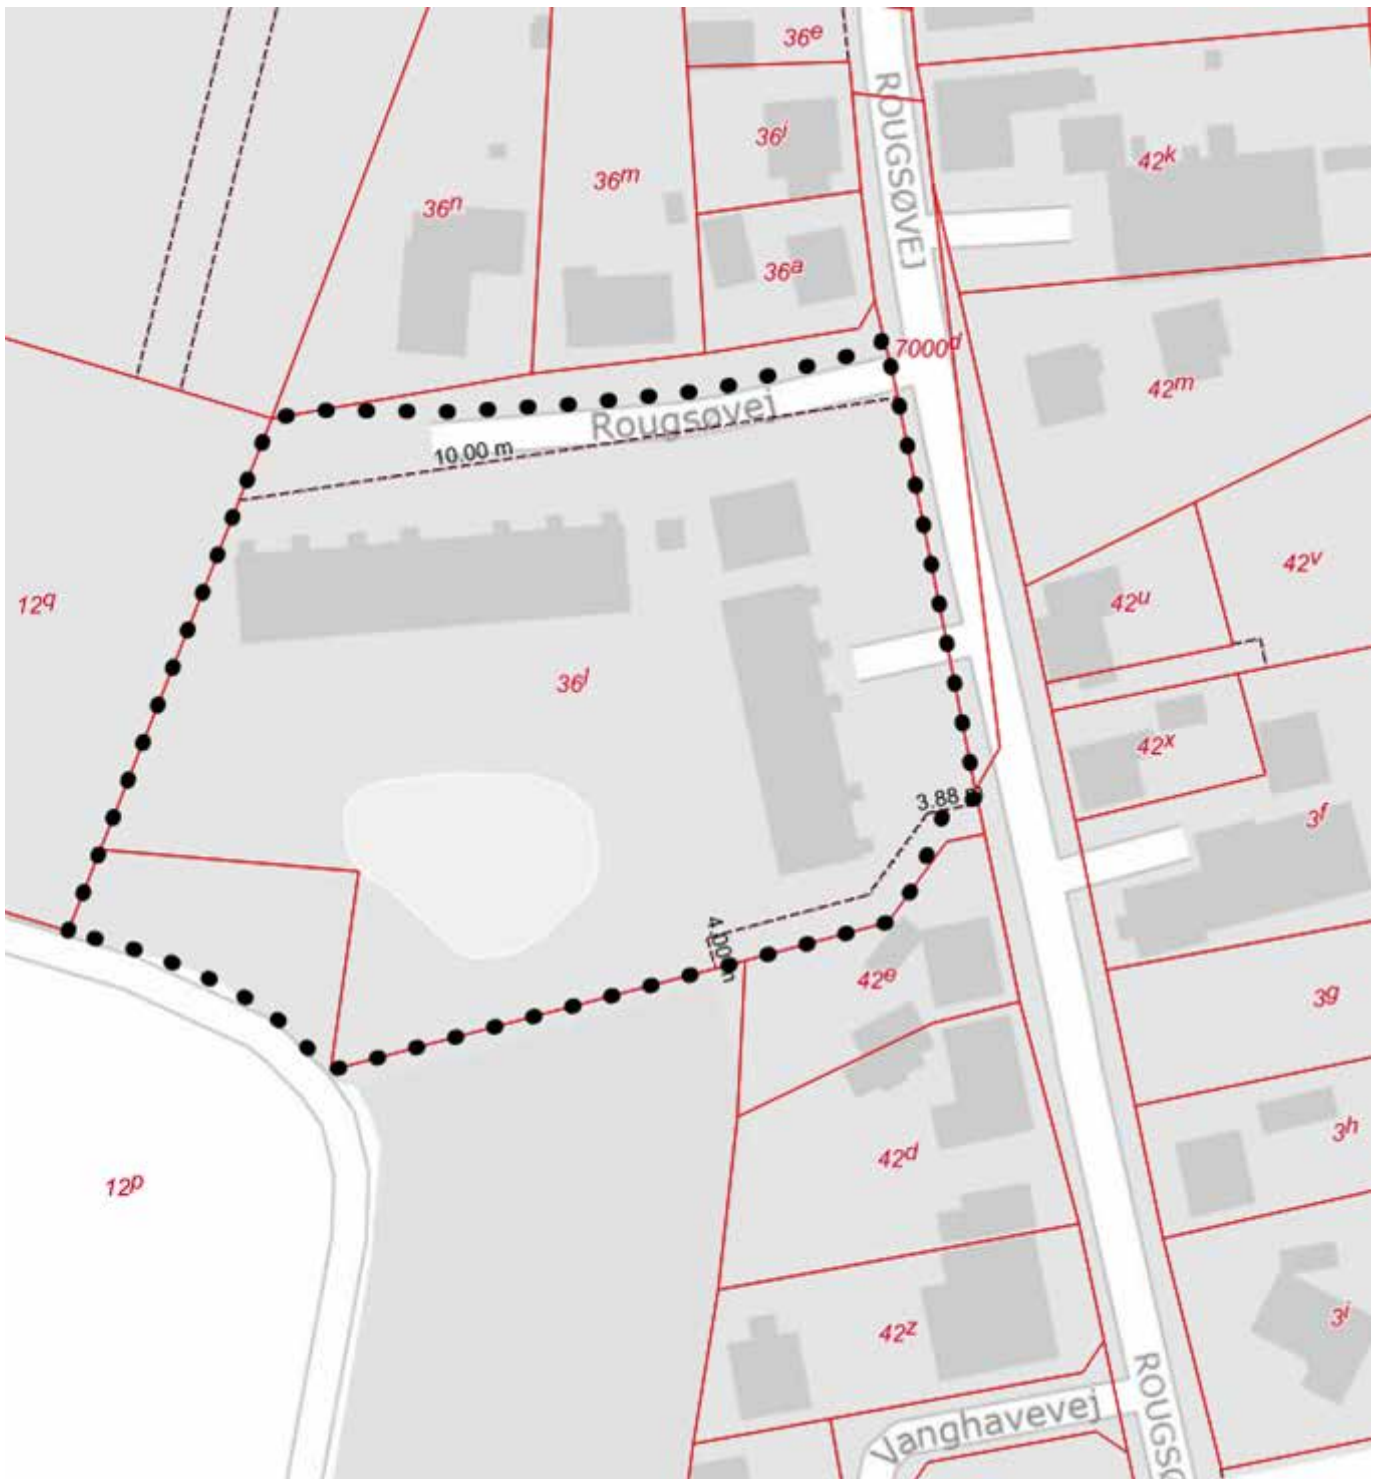 36e
ROUGSØVEJ
36i
42k
36m
36n
36a
7000d
42m
Rougsøvej
10.00 m
42v
12q
42u
36l
42x
3.88 m
3f
4.00 m
42e
3g
3h
42d
12p
3i
42z
ROUGSØ
Vanghavevej